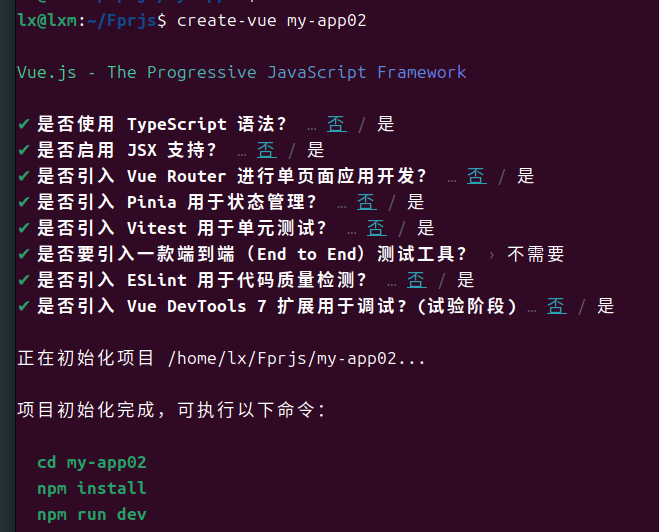 lx@lxm:~/Fprjs$ create-vue my-app02
Vue.js - The Progressive JavaScript Framework
✔ 是否使用 TypeScript 语法？ … 否 / 是
✔ 是否启用 JSX 支持？ … 否 / 是
✔ 是否引入 Vue Router 进行单页面应用开发？ … 否 / 是
✔ 是否引入 Pinia 用于状态管理？ … 否 / 是
✔ 是否引入 Vitest 用于单元测试？ … 否 / 是
✔ 是否要引入一款端到端（End to End）测试工具？ › 不需要
✔ 是否引入 ESLint 用于代码质量检测？ … 否 / 是
✔ 是否引入 Vue DevTools 7 扩展用于调试？(试验阶段) … 否 / 是
正在初始化项目 /home/lx/Fprjs/my-app02...
项目初始化完成，可执行以下命令：
cd my-app02
npm install
npm run dev